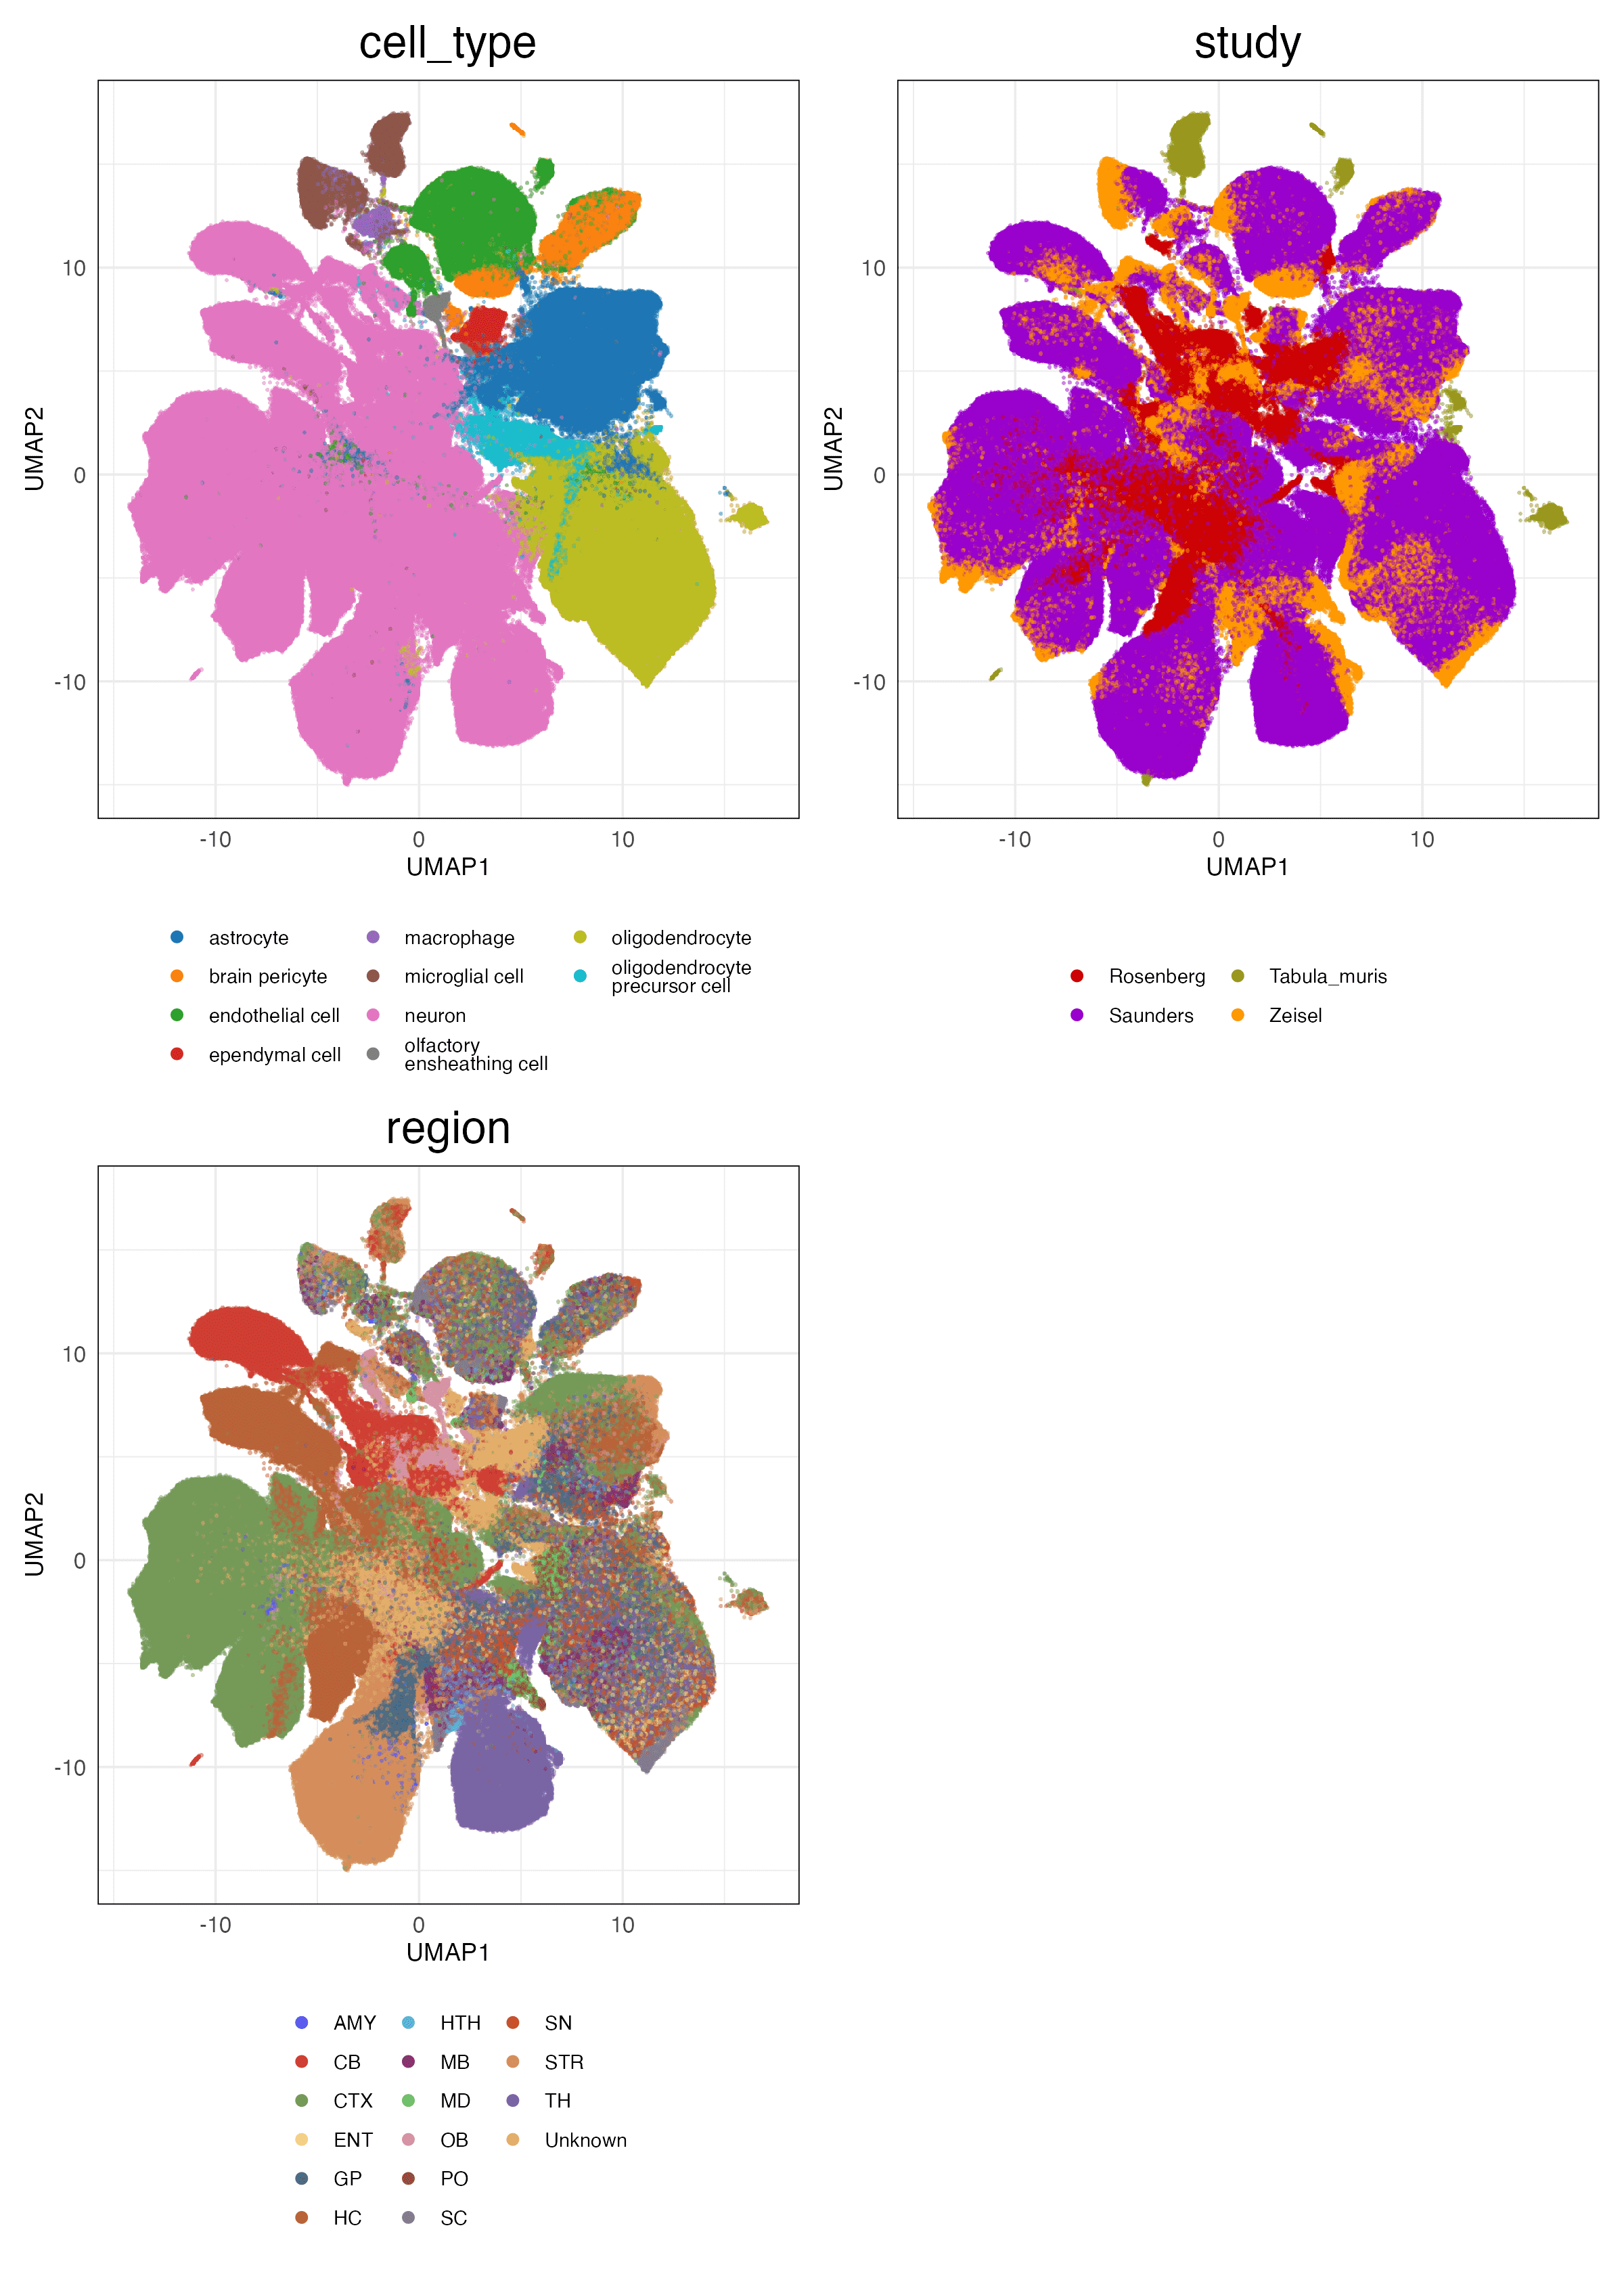 cell_type
study
UMAP2
10
0
-10
-10
0
10
UMAP1
UMAP2
10
0
-10
-10
0
10
UMAP1
astrocyte
brain pericyte
endothelial cell
ependymal cell
macrophage
microglial cell
neuron
olfactory
ensheathing cell
oligodendrocyte
oligodendrocyte
precursor cell
Rosenberg
Saunders
Tabula_muris
Zeisel
region
UMAP2
10
0
-10
-10
0
10
UMAP1
AMY
CB
CTX
ENT
GP
HC
HTH
MB
MD
OB
PO
SC
SN
STR
TH
Unknown